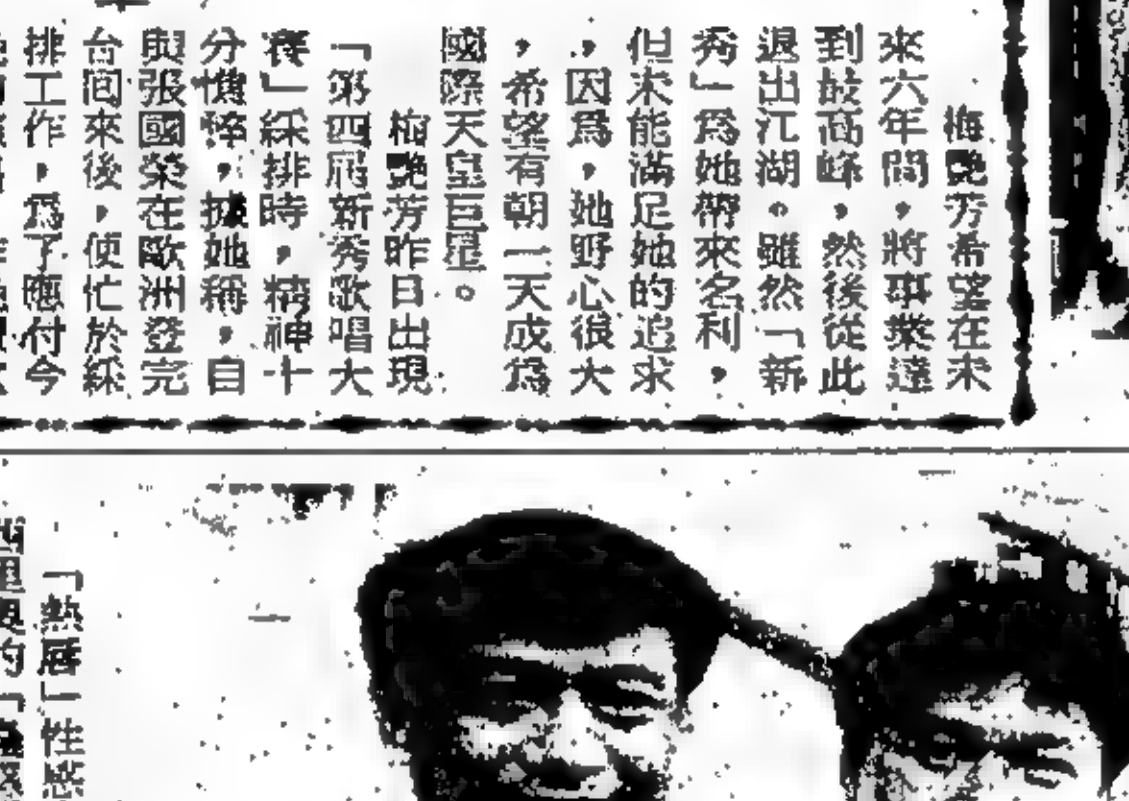 梅艷芳希望在未
來六年間，將事業達
到最高峰，然後從此
退出江湖。雖然「新
秀」爲她帶來名利，
但未能滿足她的追求
，因爲，她野心很大
，希望有朝一天成爲
國際天皇巨星。
梅艷芳昨日出現
「第四屆新秀歌唱大
賽」綵排時，精神十
分憔悴，據她稱，自
與張國榮在歐洲登完
台回來後，便忙於綵
排工作，爲了應付今
「熱唇」性感